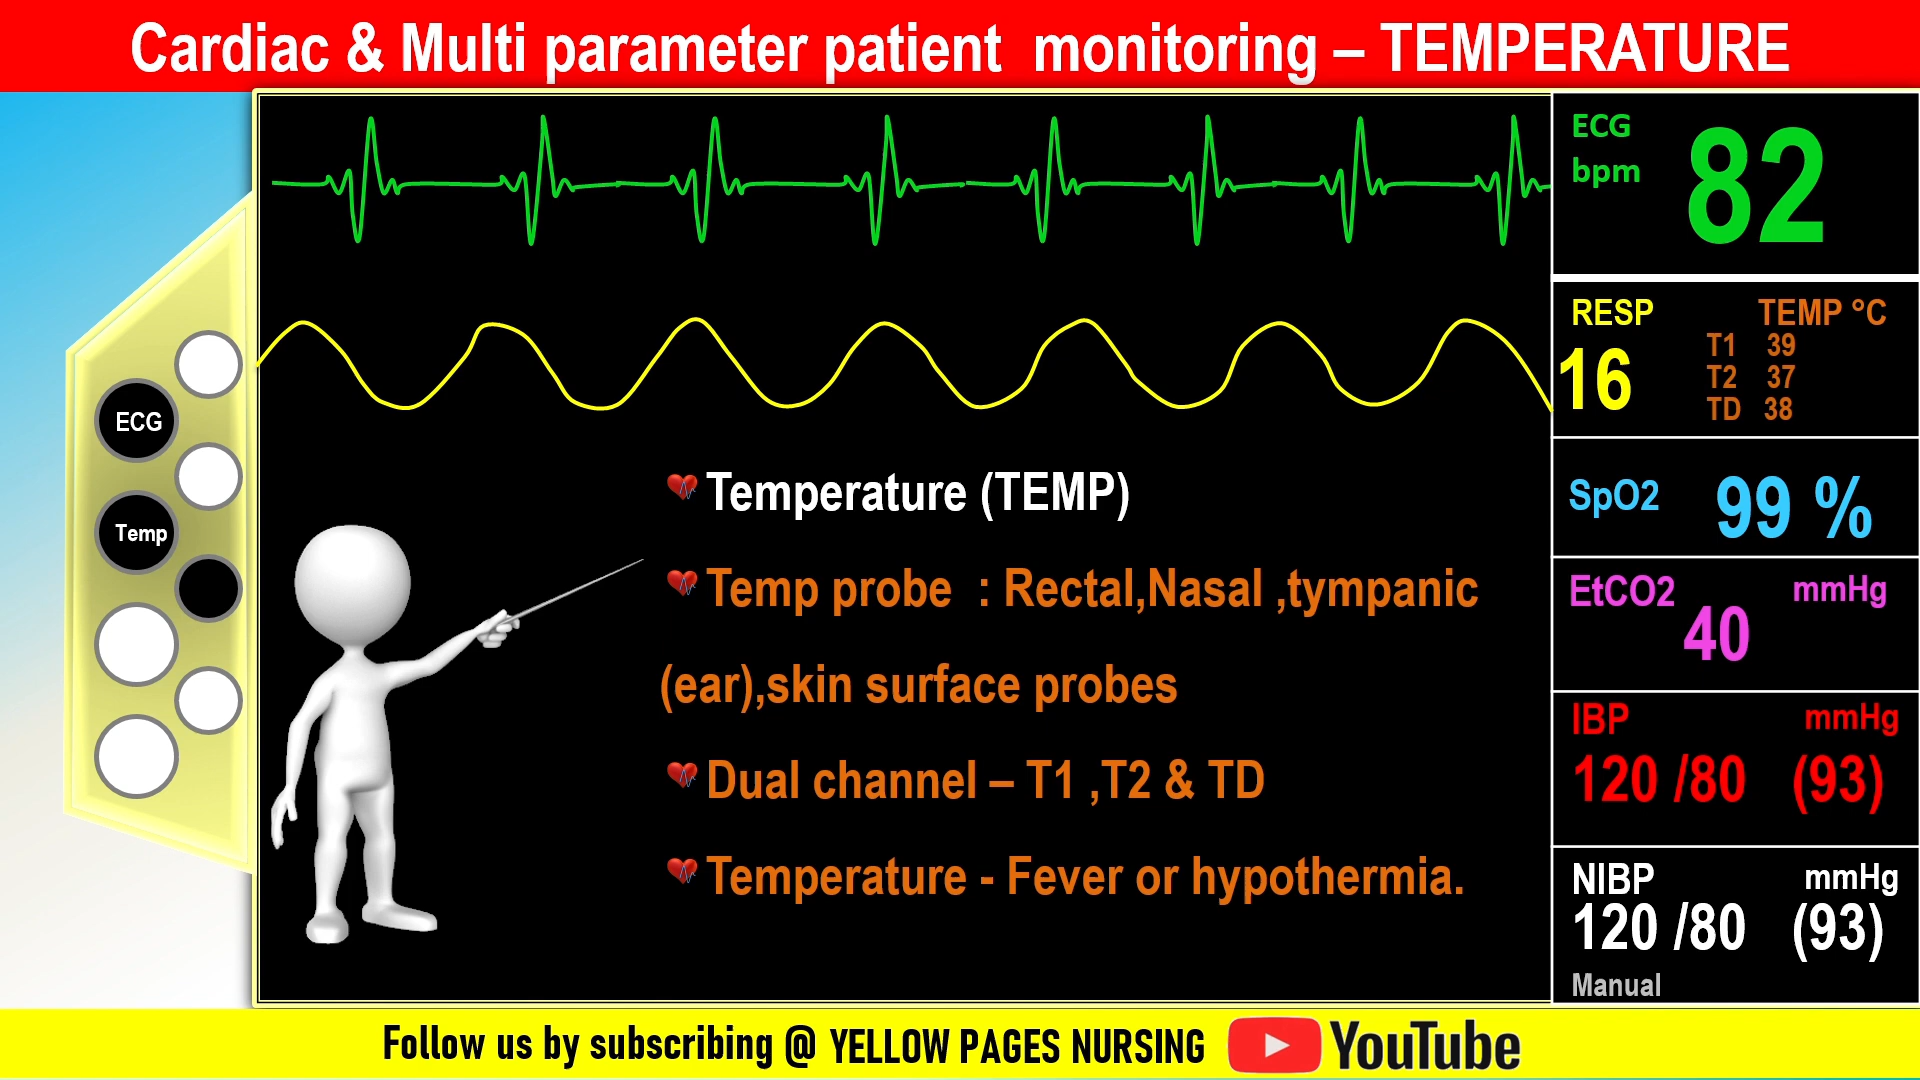 Cardiac & Multi parameter patient monitoring – TEMPERATURE
ECG
bpm
82
RESP
TEMP °C
16
T1 39
T2 37
TD 38
ECG
Temp
Temperature (TEMP)
Temp probe : Rectal,Nasal ,tympanic
(ear),skin surface probes
Dual channel – T1 ,T2 & TD
Temperature - Fever or hypothermia.
SpO2 99 %
EtCO2 mmHg
40
IBP mmHg
120 /80 (93)
NIBP mmHg
120 /80 (93)
Manual
Follow us by subscribing @ YELLOW PAGES NURSING YouTube